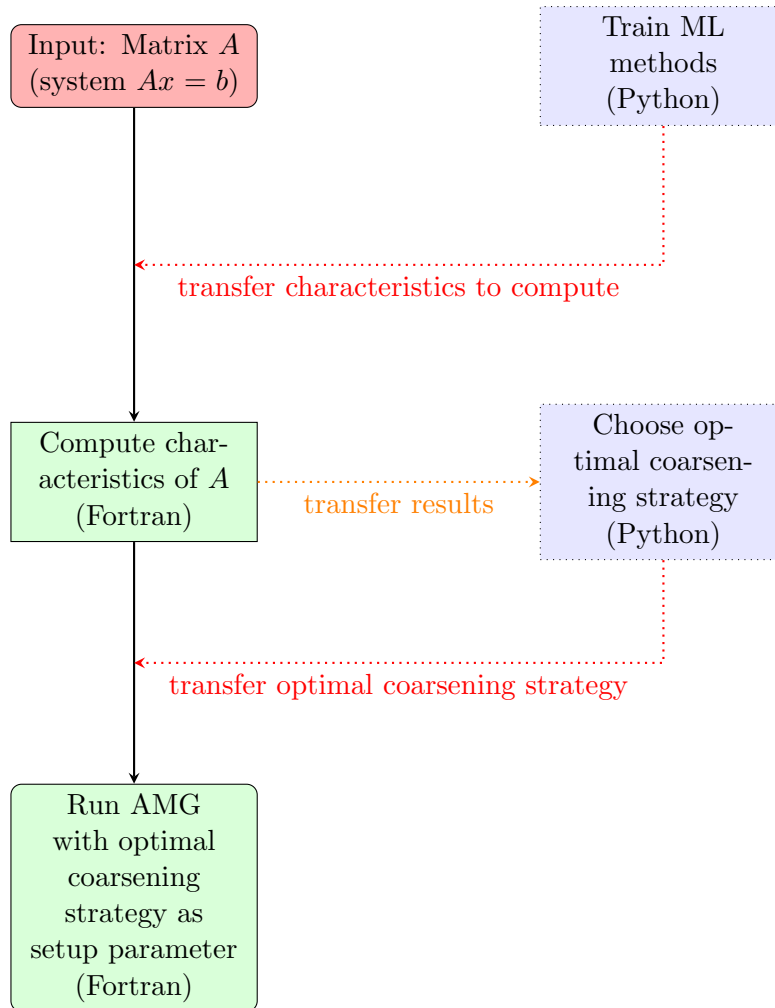 Input: Matrix A
(system Ax = b)
Train ML
methods
(Python)
transfer characteristics to compute
Compute char-
acteristics of A
(Fortran)
transfer results
Choose op-
timal coarsen-
ing strategy
(Python)
transfer optimal coarsening strategy
Run AMG
with optimal
coarsening
strategy as
setup parameter
(Fortran)